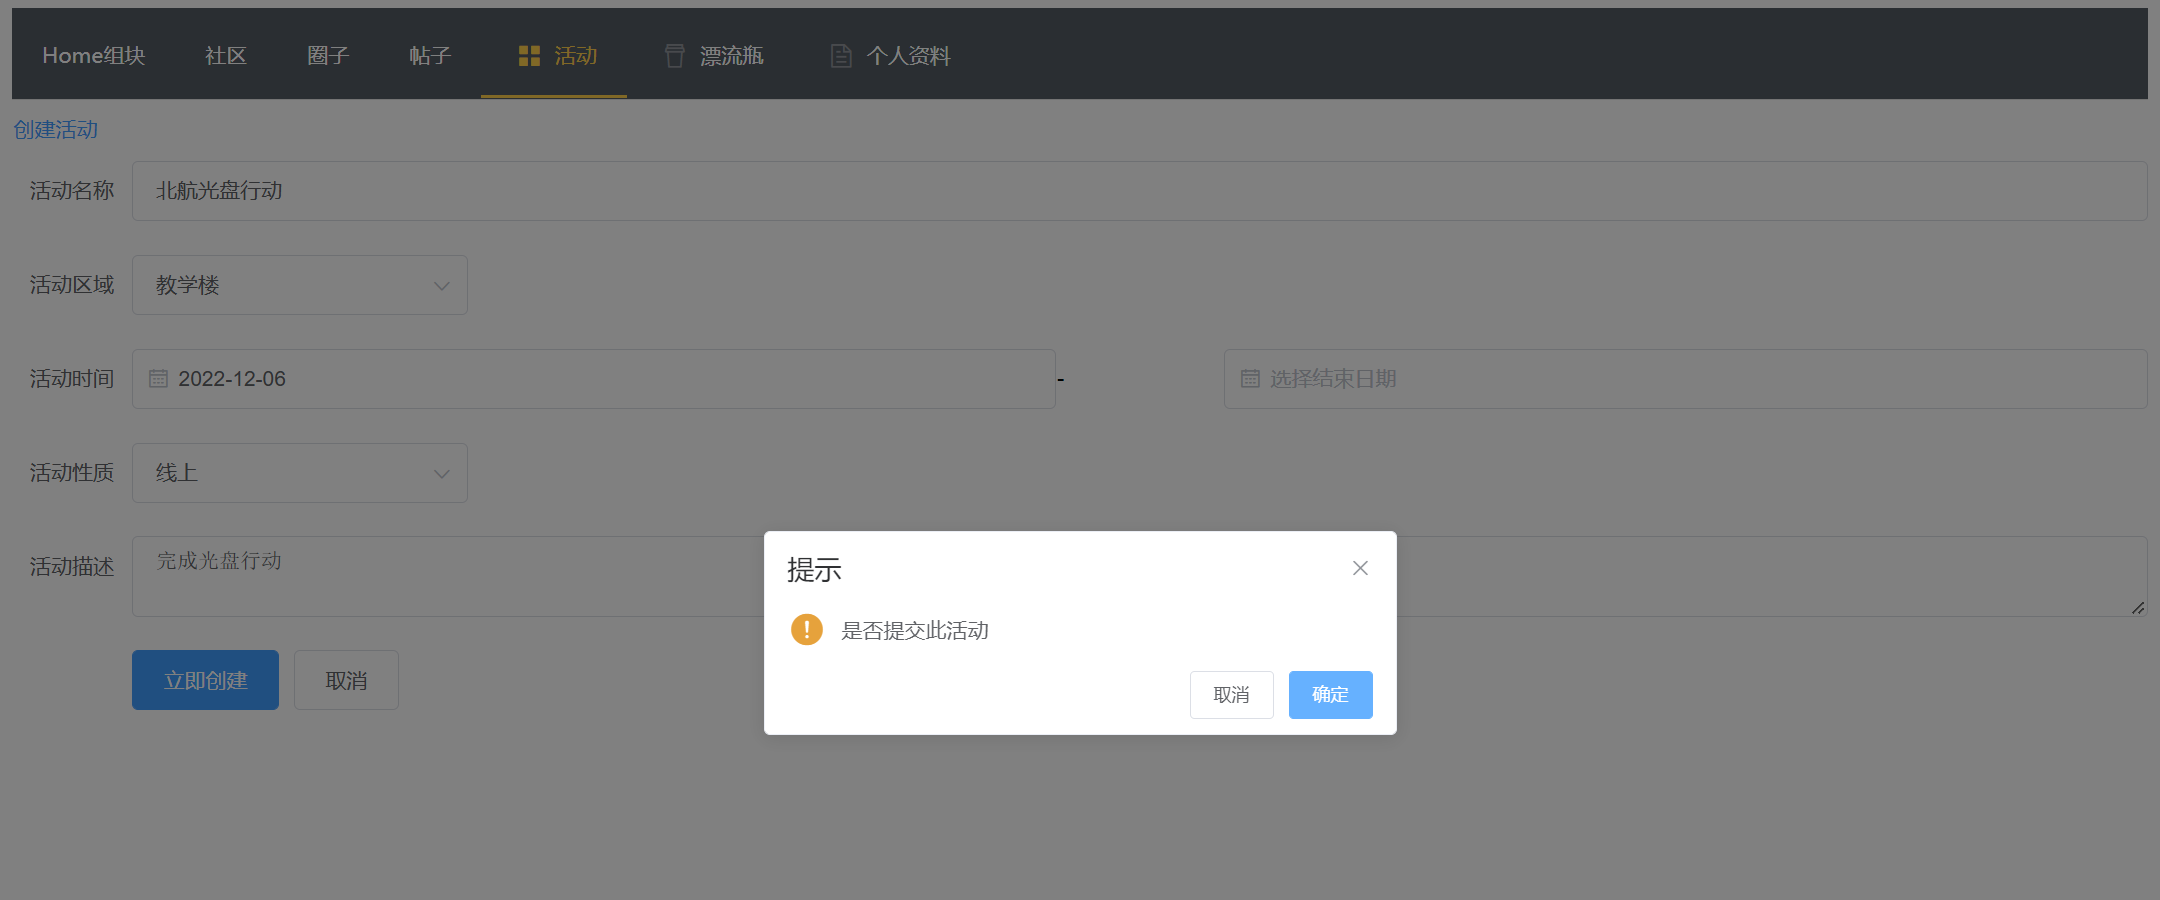 Home组块 社区 圈子 帖子 活动 漂流瓶 个人资料
创建活动
活动名称 北航光盘行动
活动区域 教学楼
活动时间 2022-12-06 - 选择结束日期
活动性质 线上
活动描述 完成光盘行动
立即创建 取消
提示
是否提交此活动
取消 确定